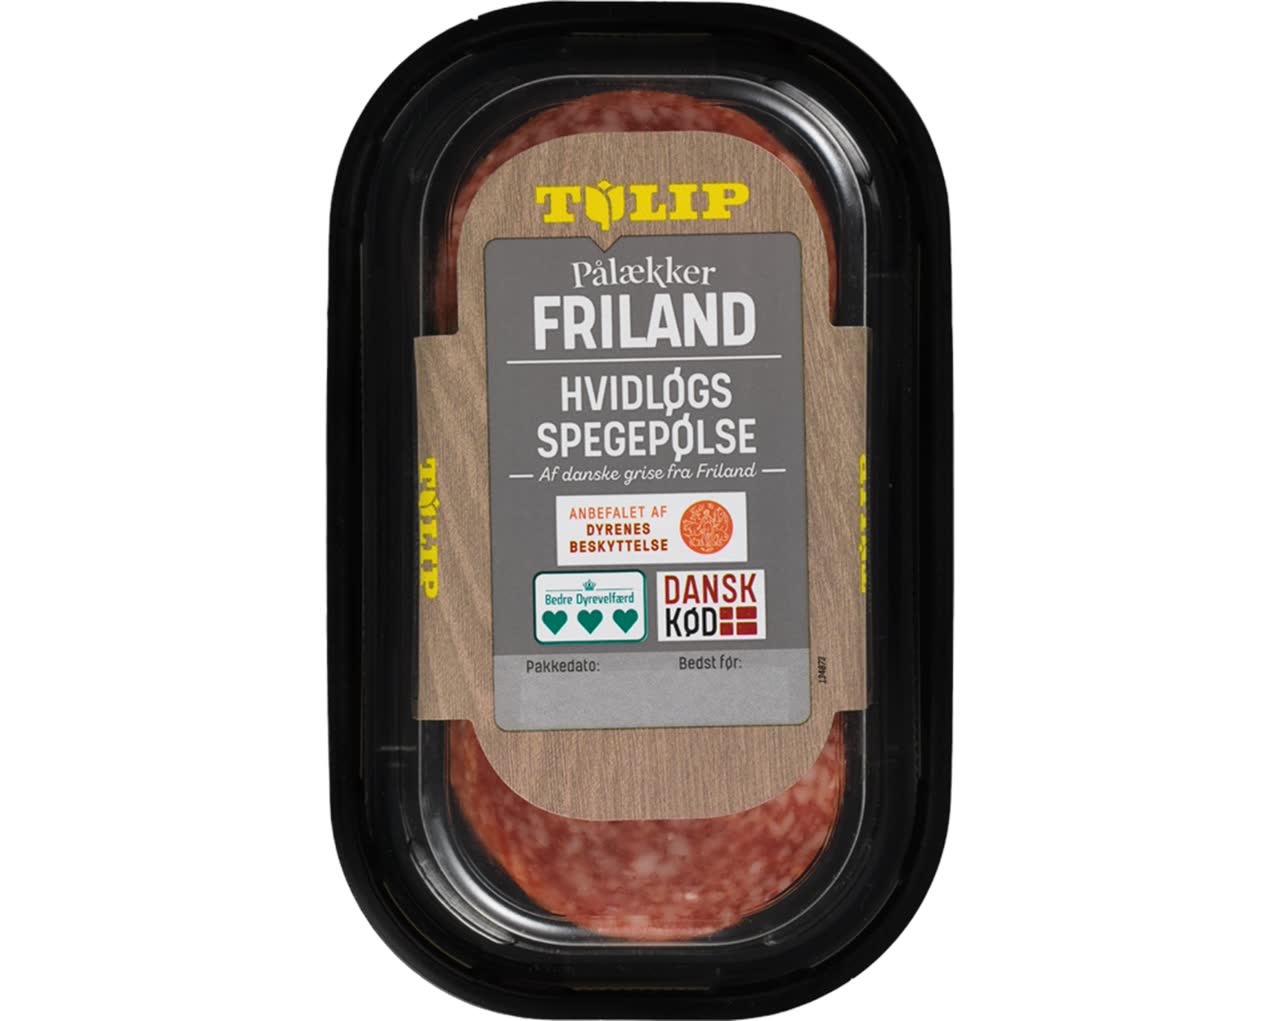 TULIP
Pålækker
FRILAND
HVIDLØGS
SPEGEPØLSE
Af danske grise fra Friland
ANBEFALET AF
DYRENES
BESKYTTELSE
Bedre Dyrevelfærd
DANSK
KØD
Pakkedato:
Bedst før:
TULIP
TULIP